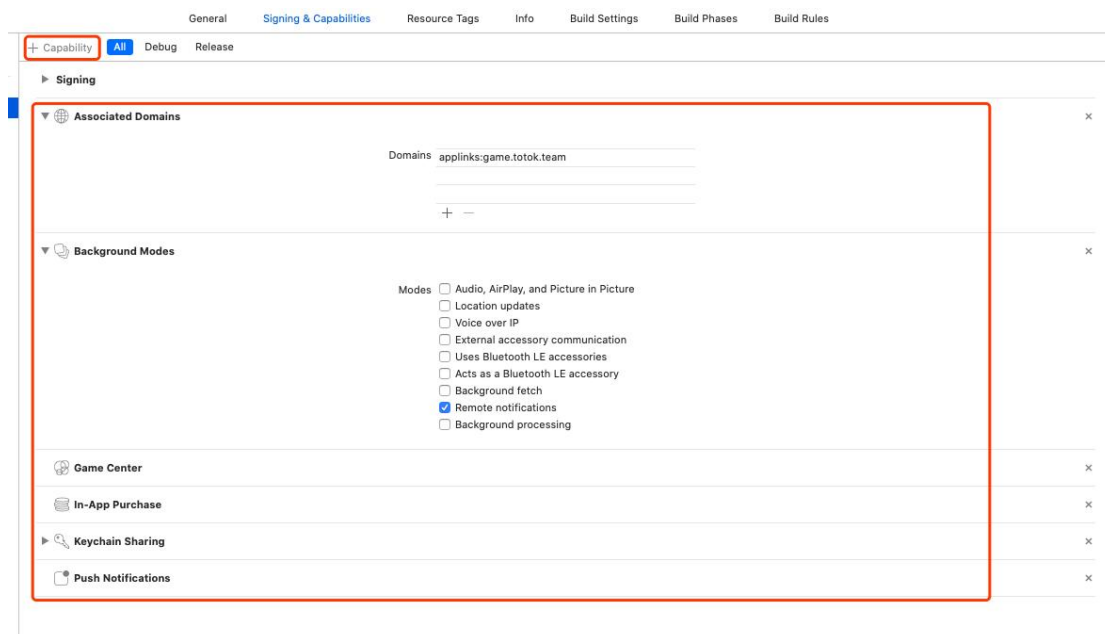 General Signing & Capabilities Resource Tags Info Build Settings Build Phases Build Rules
+ Capability All Debug Release
Signing
Associated Domains
Domains applinks:game.totok.team
Background Modes
Modes Audio, AirPlay, and Picture in Picture
Location updates
Voice over IP
External accessory communication
Uses Bluetooth LE accessories
Acts as a Bluetooth LE accessory
Background fetch
Remote notifications
Background processing
Game Center
In-App Purchase
Keychain Sharing
Push Notifications